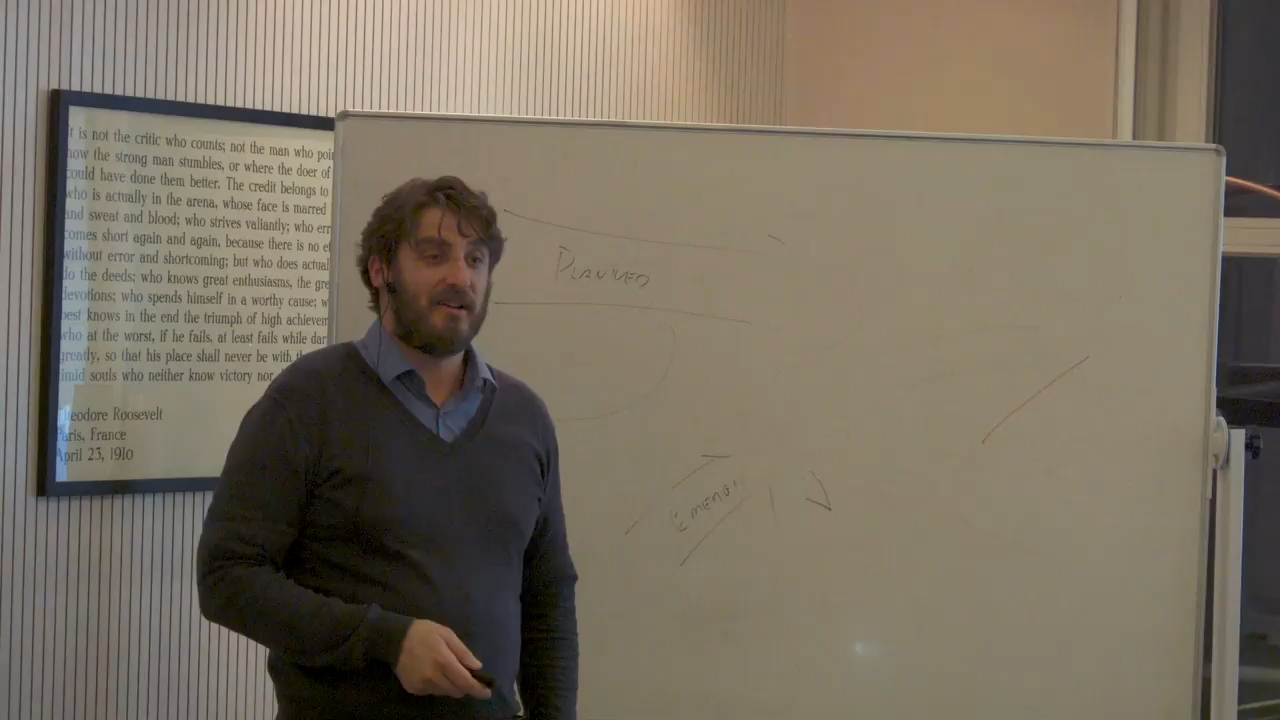 it is not the critic who counts; not the man who poi
how the strong man stumbles, or where the doer of
could have done them better. The credit belongs to
who is actually in the arena, whose face is marred
and sweat and blood; who strives valiantly; who err
comes short again and again, because there is no ef
without error and shortcoming; but who does actual
do the deeds; who knows great enthusiasms, the gre
devotions; who spends himself in a worthy cause; w
best knows in the end the triumph of high achievem
who at the worst, if he fails, at least fails while dar
greatly, so that his place shall never be with th
timid souls who neither know victory nor
Theodore Roosevelt
Paris, France
April 23, 1910
PLANNED